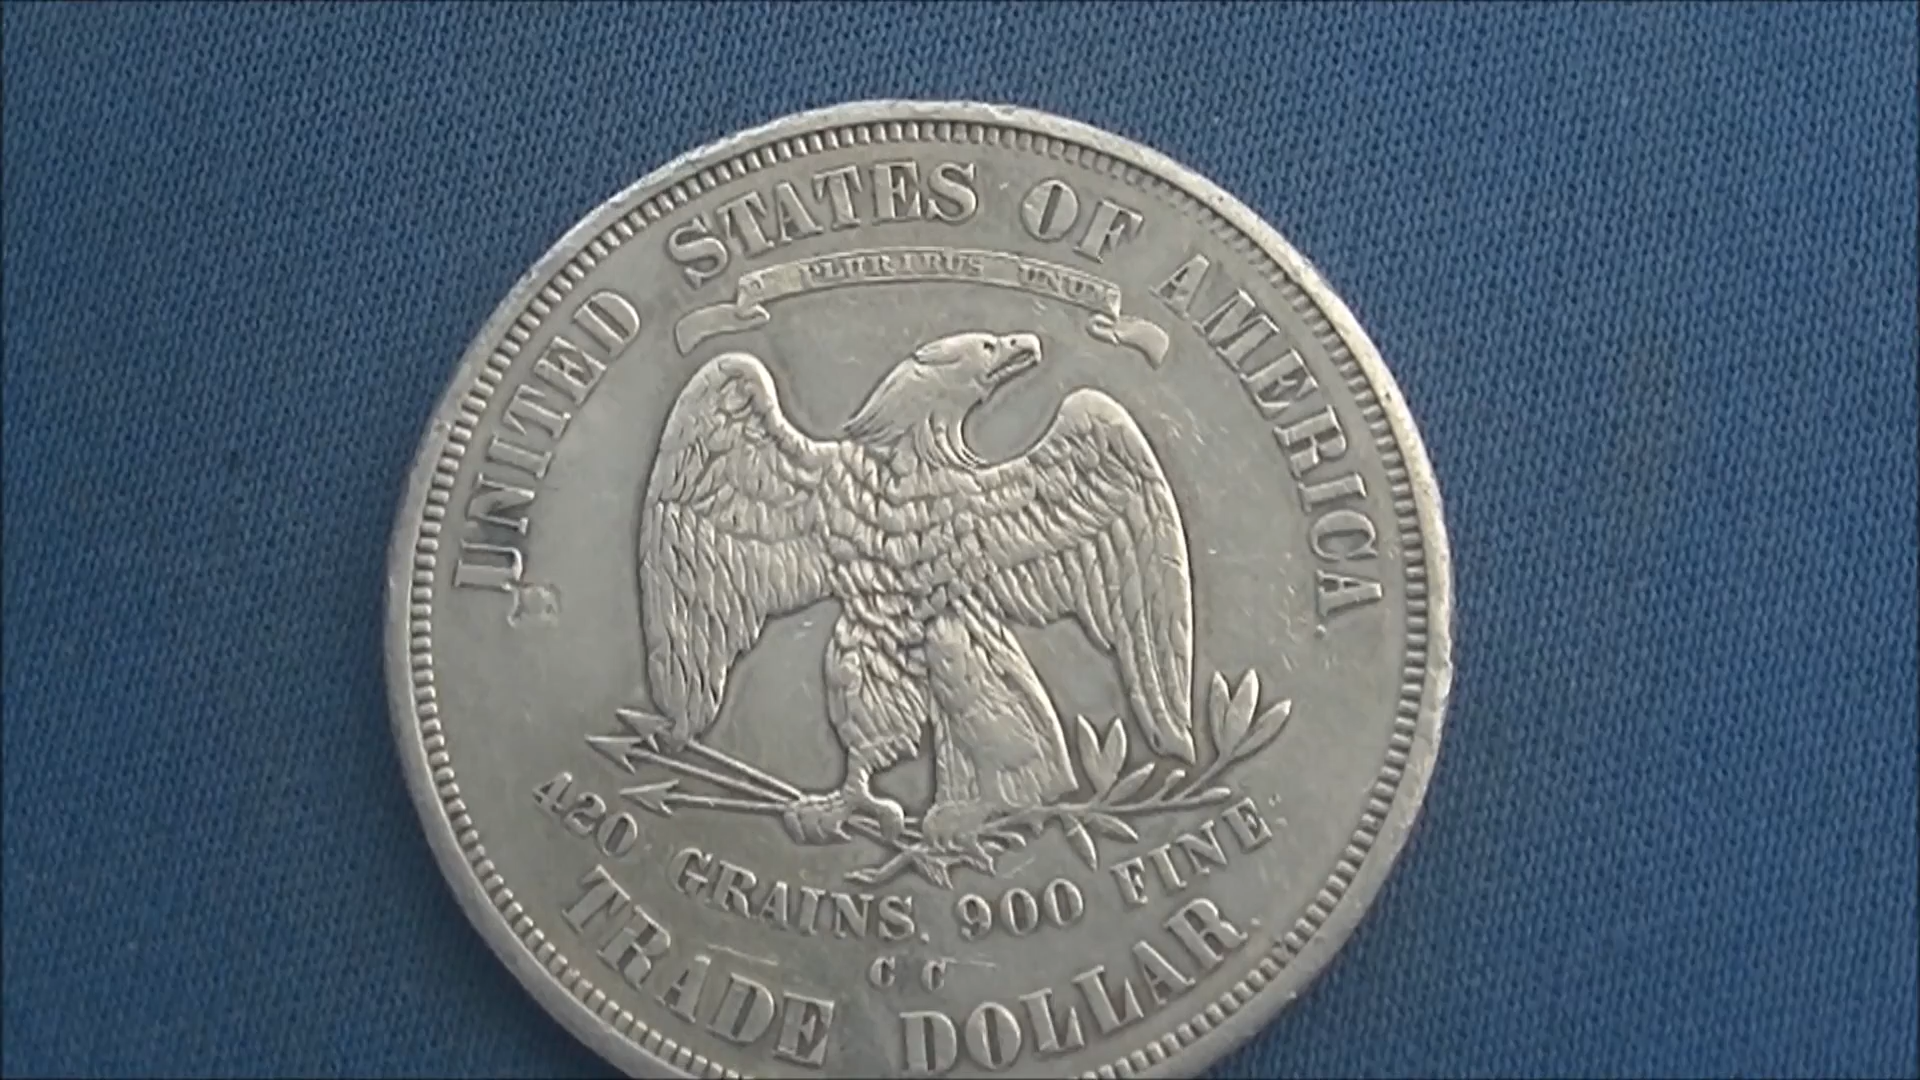 UNITED STATES OF AMERICA.
E PLURIBUS UNUM
420 GRAINS, 900 FINE.
CC
TRADE DOLLAR.